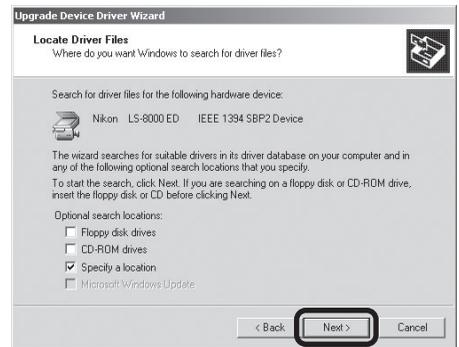 Upgrade Device Driver Wizard
Locate Driver Files
Where do you want Windows to search for driver files?
Search for driver files for the following hardware device:
Nikon LS-8000 ED IEEE 1394 SBP2 Device
The wizard searches for suitable drivers in its driver database on your computer and in
any of the following optional search locations that you specify.
To start the search, click Next. If you are searching on a floppy disk or CD-ROM drive,
insert the floppy disk or CD before clicking Next.
Optional search locations:
Floppy disk drives
CD-ROM drives
Specify a location
Microsoft Windows Update
< Back Next > Cancel